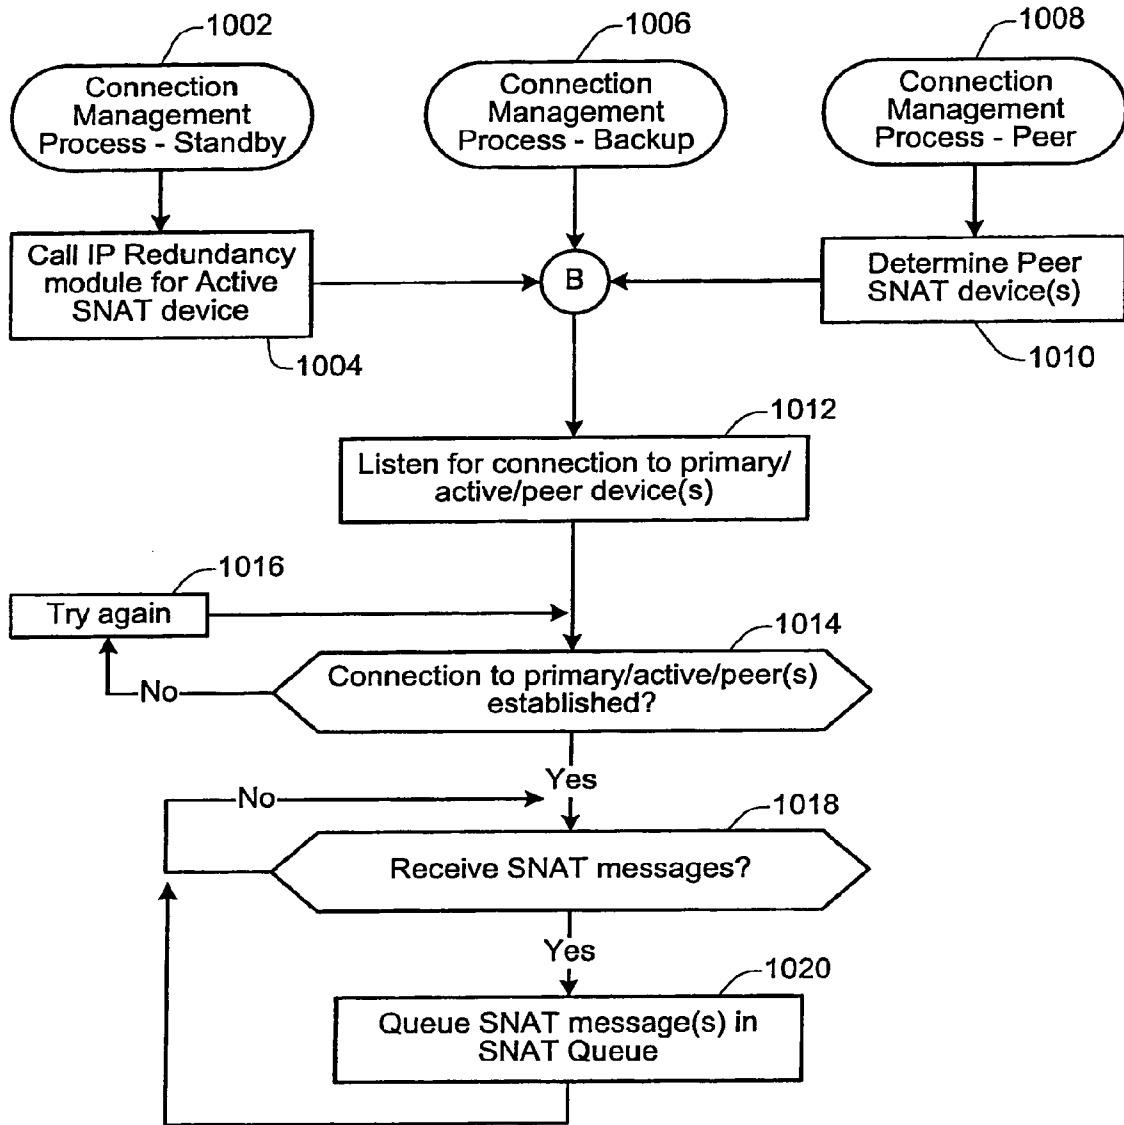 1002
1006
1008
Connection
Management
Process - Standby
Connection
Management
Process - Backup
Connection
Management
Process - Peer
Call IP Redundancy
module for Active
SNAT device
B
Determine Peer
SNAT device(s)
1004
1010
1012
Listen for connection to primary/
active/peer device(s)
1016
Try again
1014
Connection to primary/active/peer(s)
established?
No
Yes
No
1018
Receive SNAT messages?
Yes
1020
Queue SNAT message(s) in
SNAT Queue